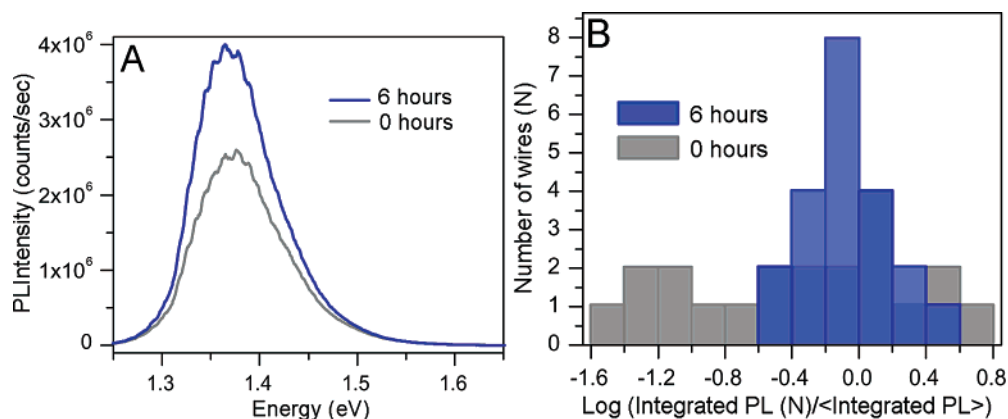 A
4x10⁶
3x10⁶
2x10⁶
1x10⁶
0
PLIntensity (counts/sec)
6 hours
0 hours
1.3 1.4 1.5 1.6
Energy (eV)
B
8
7
6
5
4
3
2
1
0
Number of wires (N)
6 hours
0 hours
-1.6 -1.2 -0.8 -0.4 0.0 0.4 0.8
Log (Integrated PL (N)/<Integrated PL>)